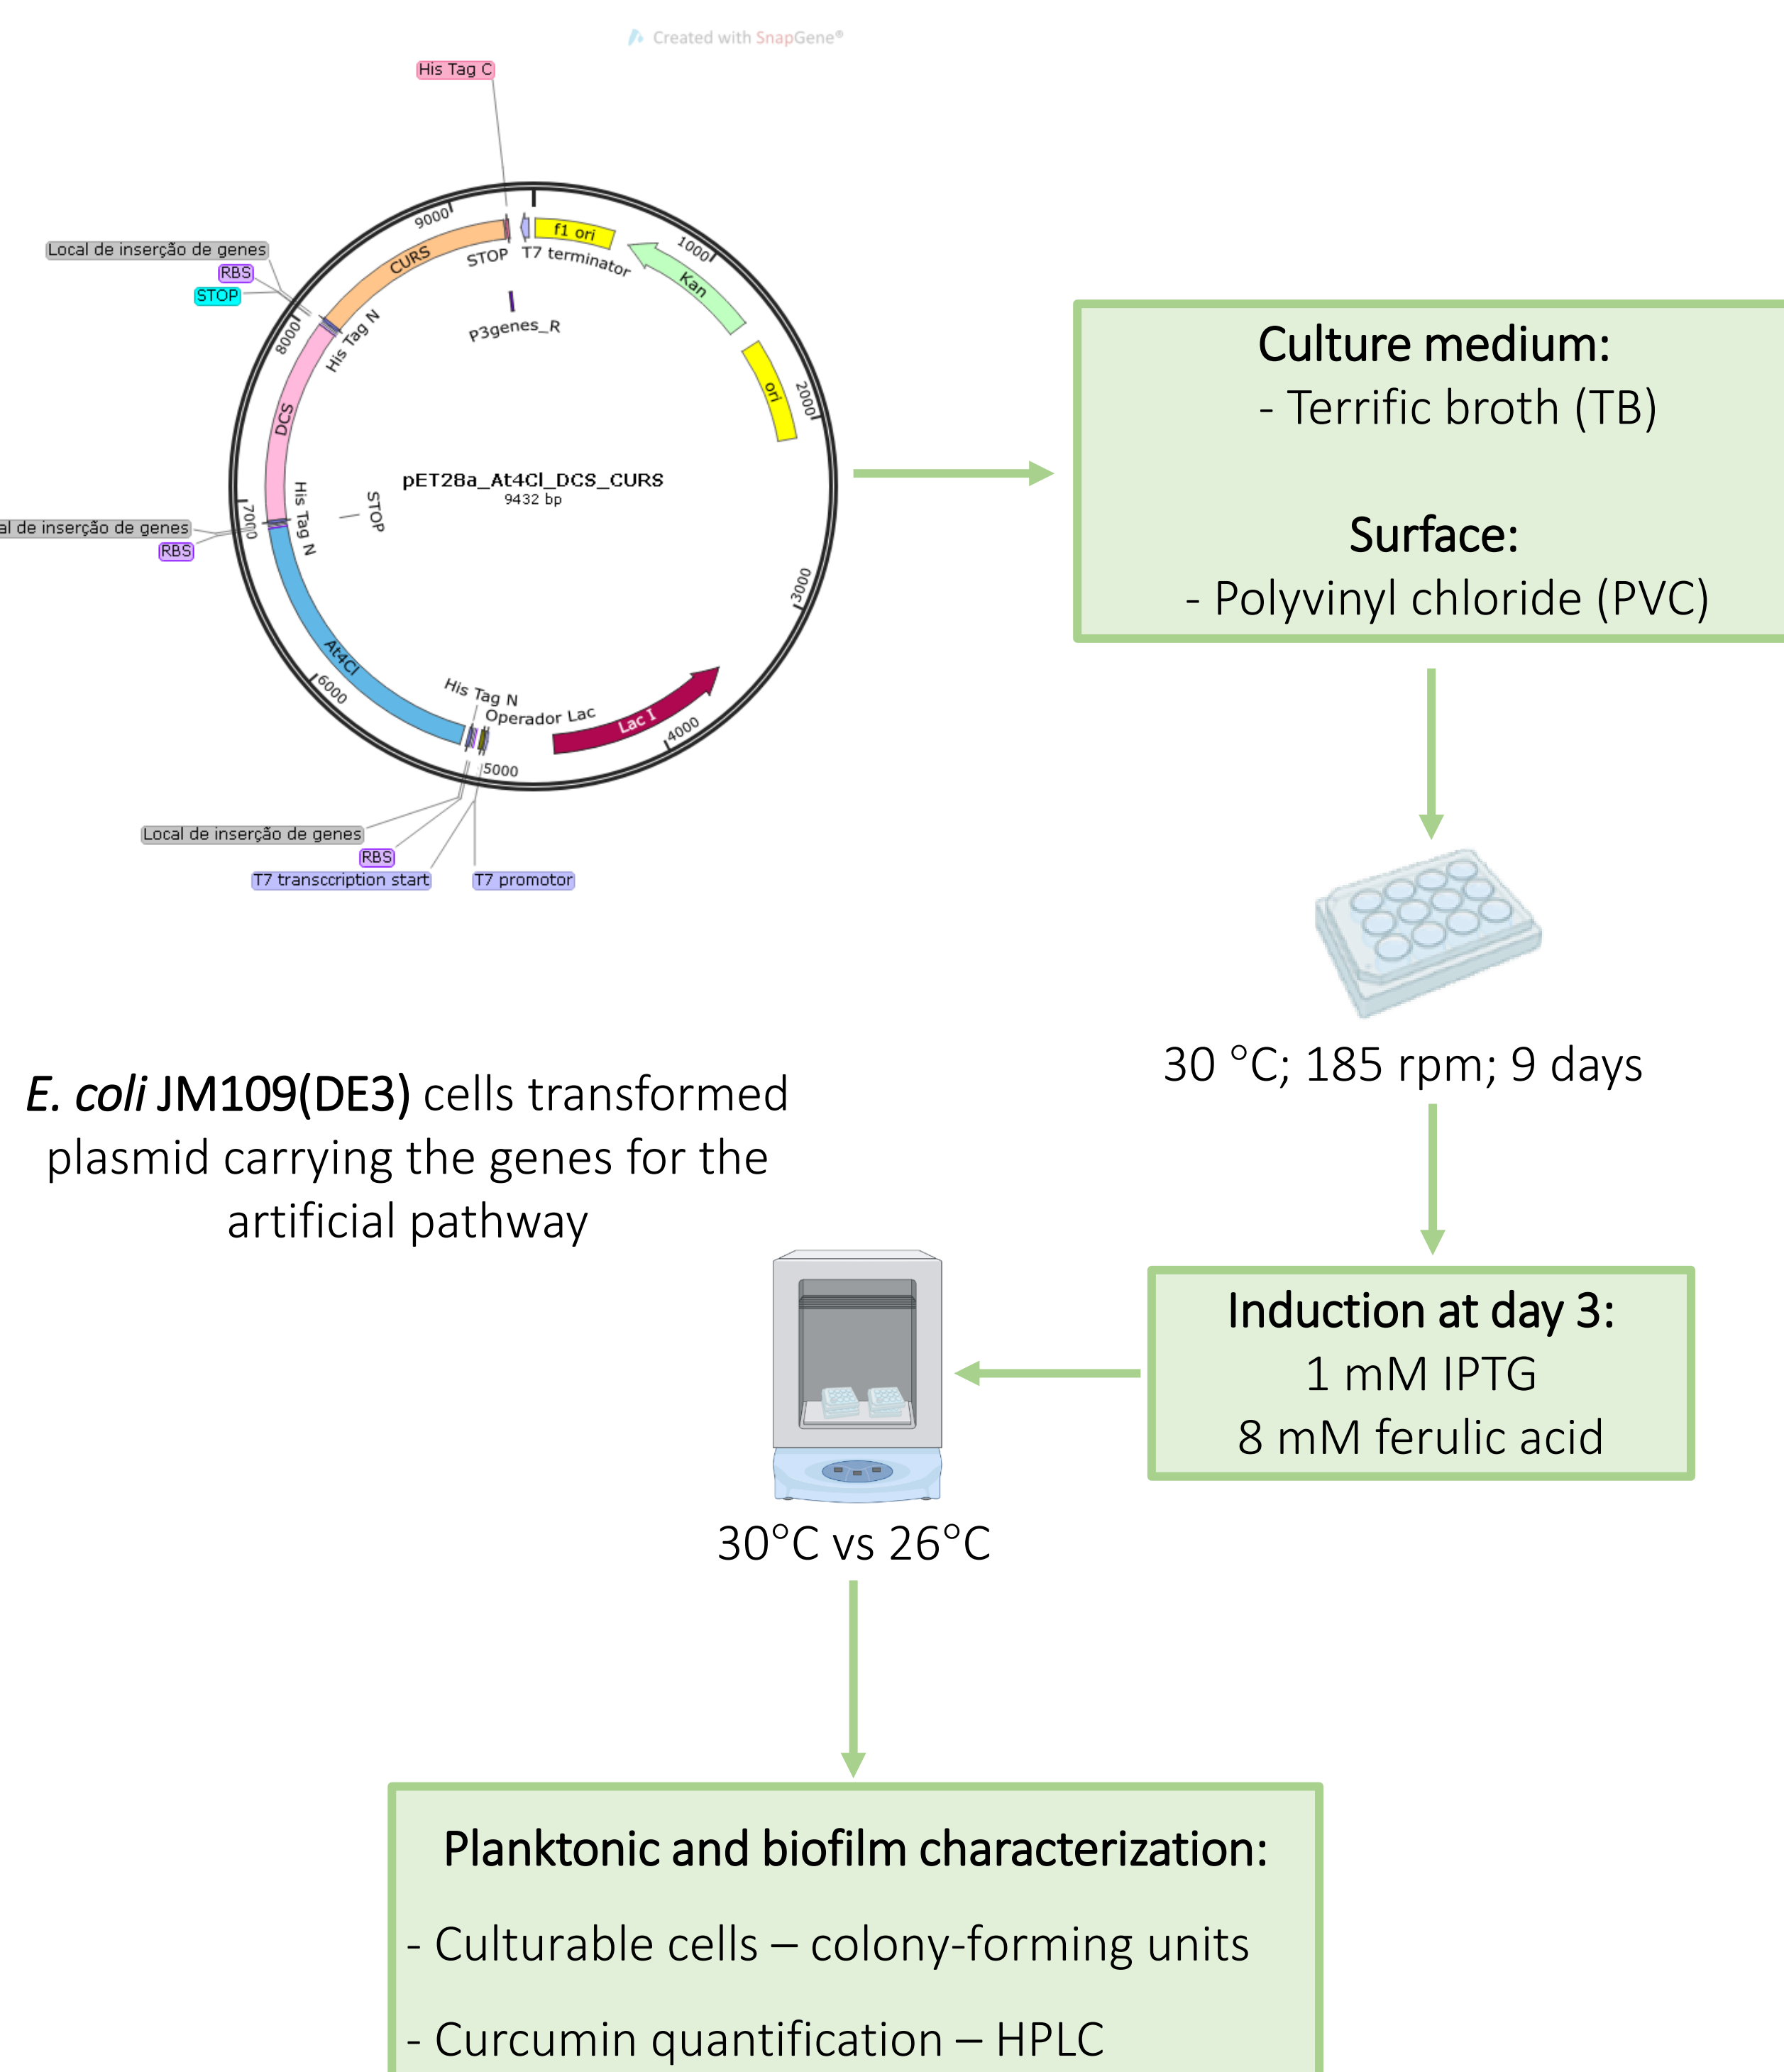 Created with SnapGene®
His Tag C
9000
f1 ori
1000
Local de inserção de genes
CURS
STOP
T7 terminator
Kan
RBS
STOP
8000
His Tag N
P3genes_R
ori
2000
DCS
pET28a_At4Cl_DCS_CURS
9432 bp
His Tag N
STOP
7000
al de inserção de genes
RBS
3000
At4Cl
6000
His Tag N
Operador Lac
Lac I
4000
5000
Local de inserção de genes
RBS
T7 transccription start
T7 promotor
Culture medium:
- Terrific broth (TB)
Surface:
- Polyvinyl chloride (PVC)
30 °C; 185 rpm; 9 days
E. coli JM109(DE3) cells transformed
plasmid carrying the genes for the
artificial pathway
Induction at day 3:
1 mM IPTG
8 mM ferulic acid
30°C vs 26°C
Planktonic and biofilm characterization:
- Culturable cells – colony-forming units
- Curcumin quantification – HPLC